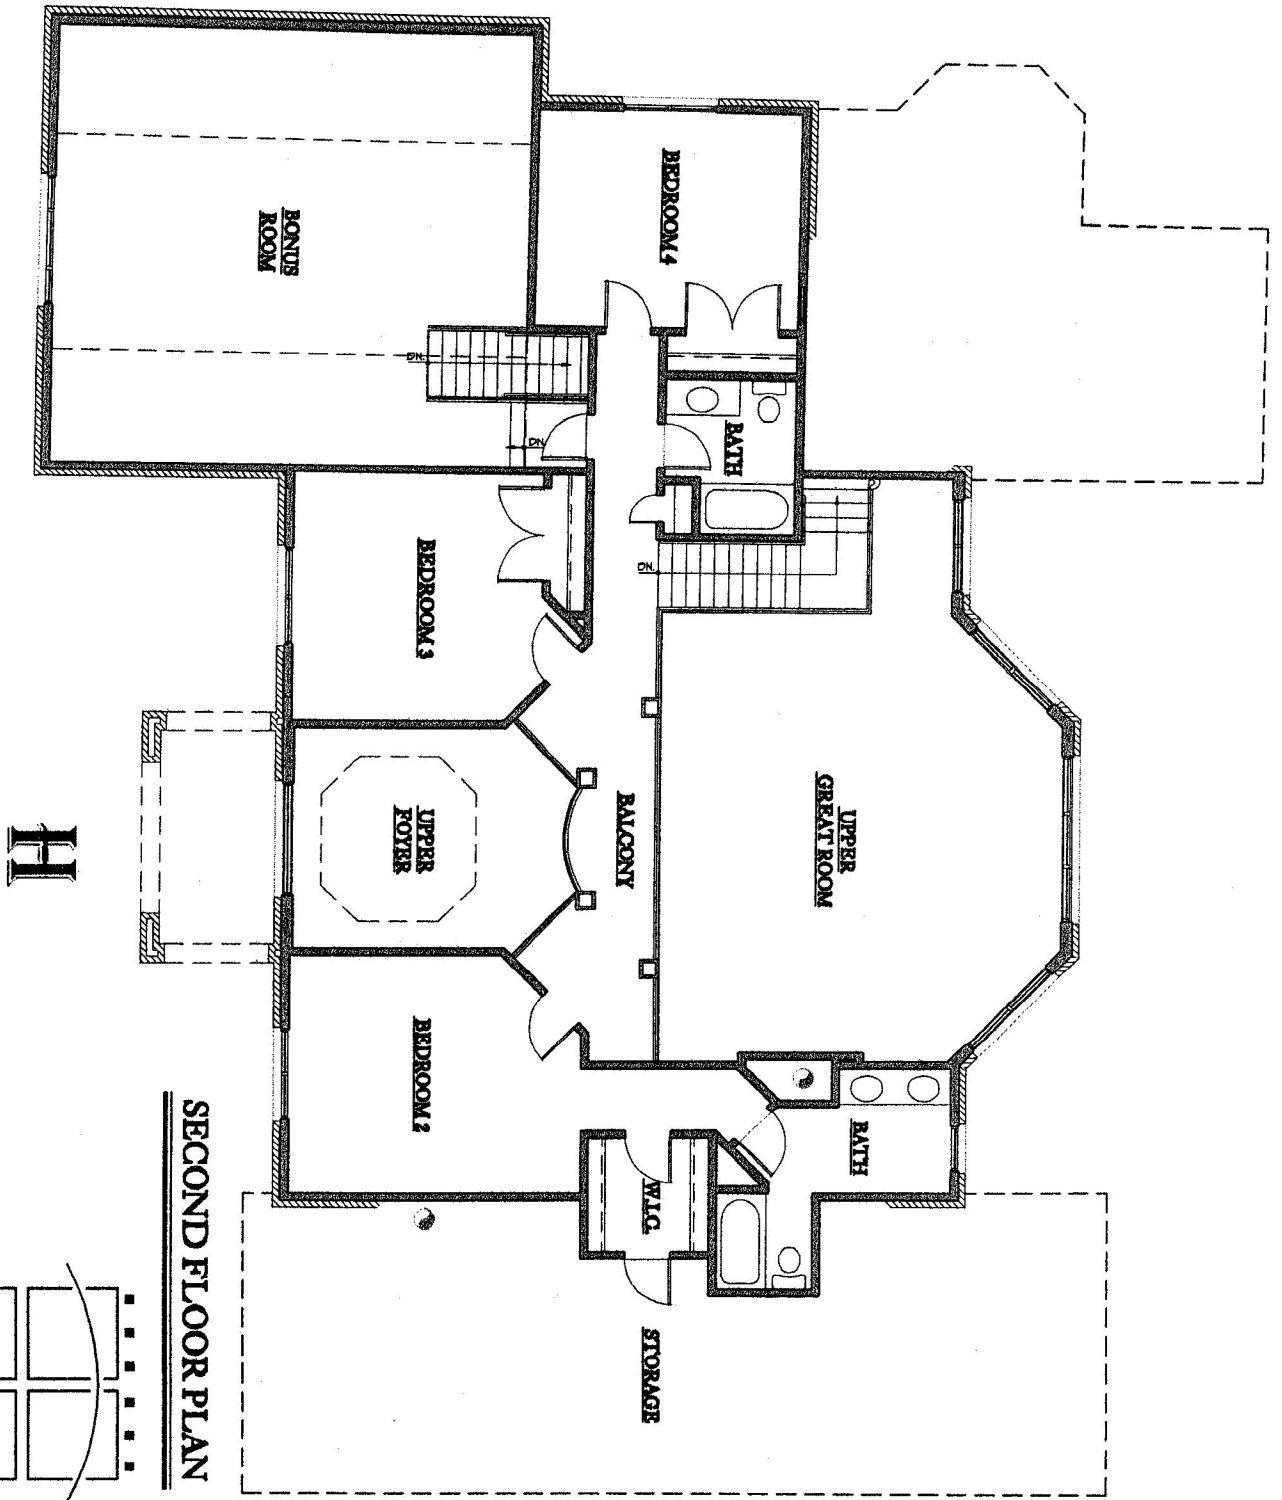 BEDROOM 4
BONUS
ROOM
DN.
DN
BATH
BEDROOM 3
DN.
UPPER
GREAT ROOM
BALCONY
UPPER
FOYER
BEDROOM 2
BATH
W.I.C.
STORAGE
SECOND FLOOR PLAN
H